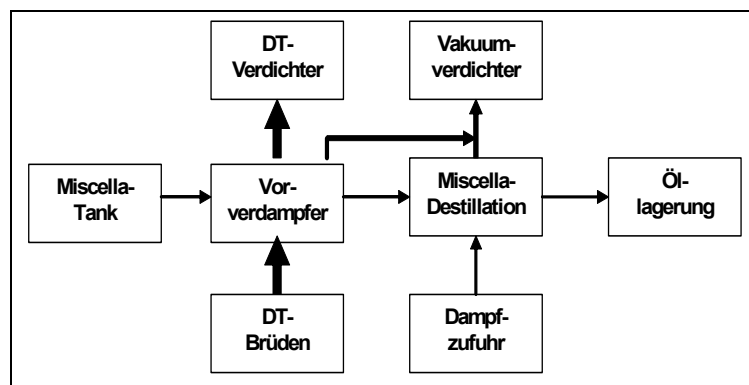 DT-
Verdichter
Vakuum-
verdichter
Miscella-
Tank
Vor-
verdampfer
Miscella-
Destillation
Öl-
lagerung
DT-
Brüden
Dampf-
zufuhr